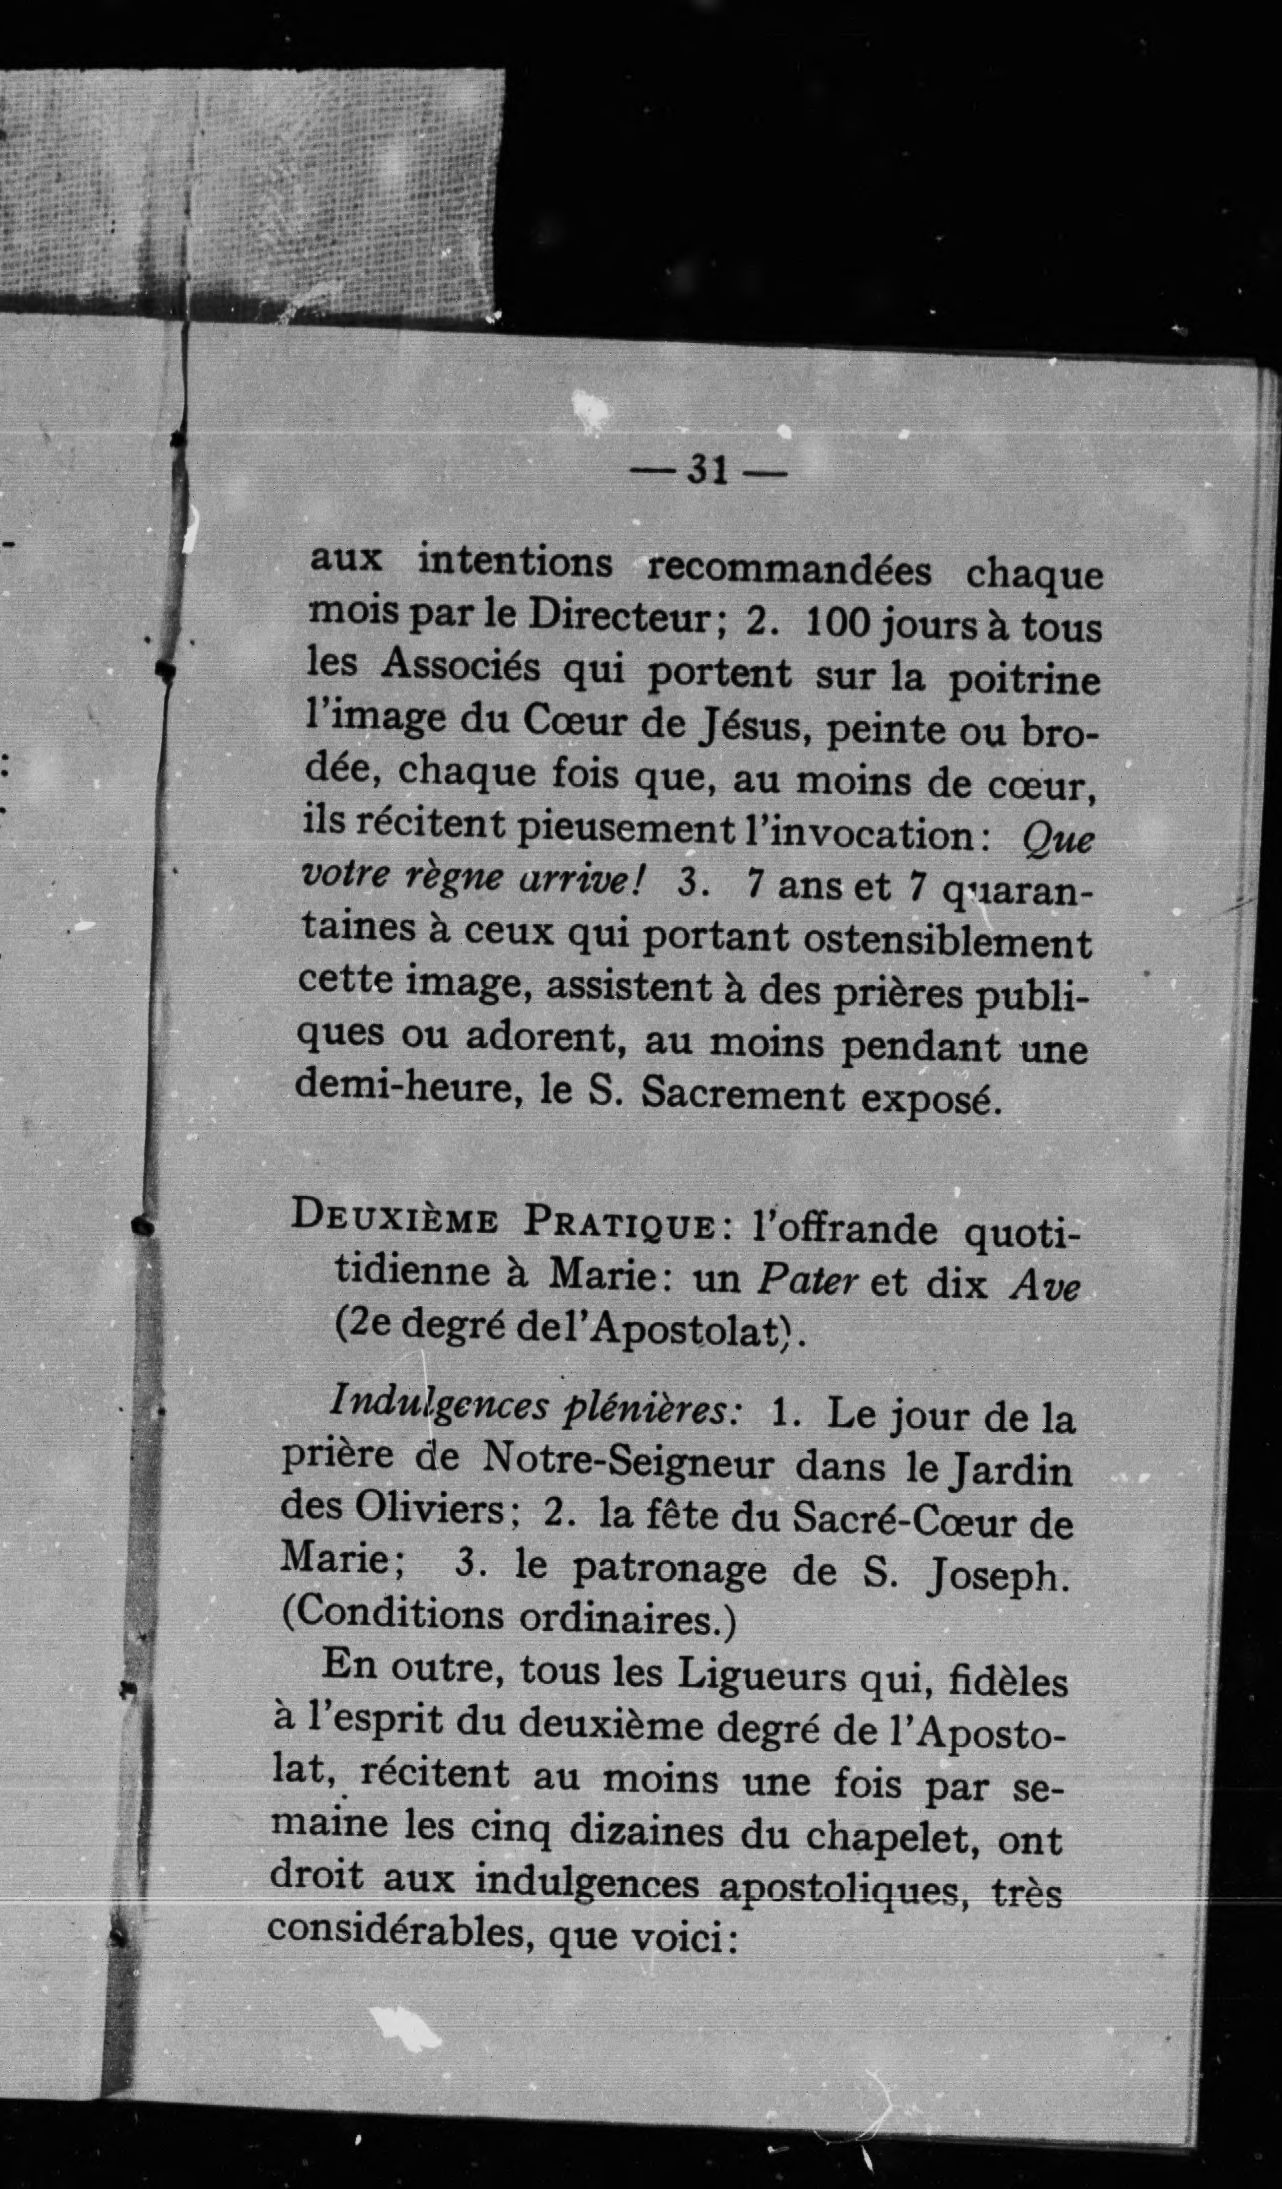 — 31 —
aux intentions recommandées chaque
mois par le Directeur; 2. 100 jours à tous
les Associés qui portent sur la poitrine
l'image du Cœur de Jésus, peinte ou bro-
dée, chaque fois que, au moins de cœur,
ils récitent pieusement l'invocation: Que
votre règne arrive! 3. 7 ans et 7 quaran-
taines à ceux qui portant ostensiblement
cette image, assistent à des prières publi-
ques ou adorent, au moins pendant une
demi-heure, le S. Sacrement exposé.
DEUXIÈME PRATIQUE: l'offrande quoti-
tidienne à Marie: un Pater et dix Ave
(2e degré de l'Apostolat).
Indulgences plénières: 1. Le jour de la
prière de Notre-Seigneur dans le Jardin
des Oliviers; 2. la fête du Sacré-Cœur de
Marie; 3. le patronage de S. Joseph.
(Conditions ordinaires.)
En outre, tous les Ligueurs qui, fidèles
à l'esprit du deuxième degré de l'Aposto-
lat, récitent au moins une fois par se-
maine les cinq dizaines du chapelet, ont
droit aux indulgences apostoliques, très
considérables, que voici: